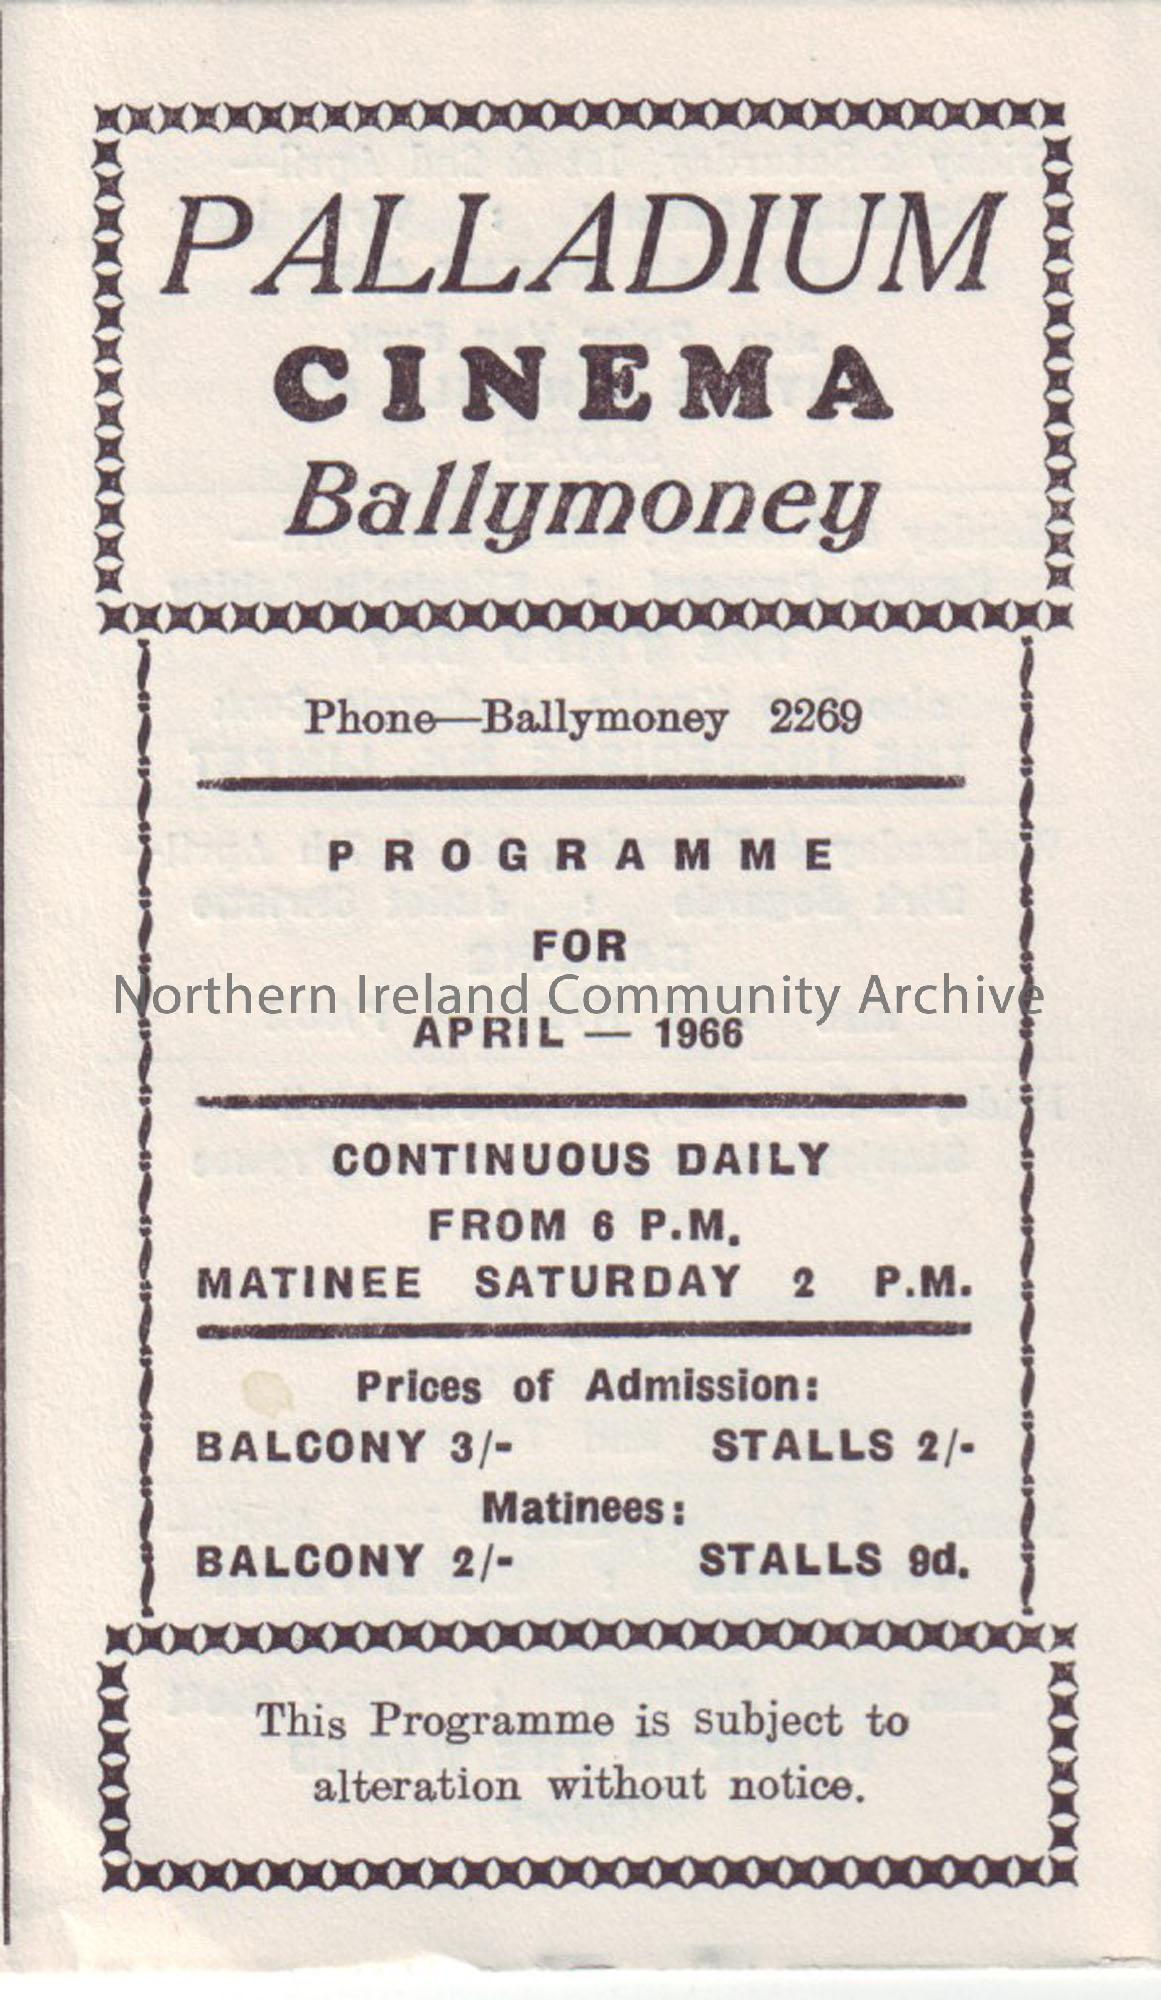 PALLADIUM
CINEMA
Ballymoney
Phone—Ballymoney 2269
PROGRAMME
FOR
Northern Ireland Community Archive
APRIL — 1966
CONTINUOUS DAILY
FROM 6 P.M.
MATINEE SATURDAY 2 P.M.
Prices of Admission:
BALCONY 3/- STALLS 2/-
Matinees:
BALCONY 2/- STALLS 9d.
This Programme is subject to
alteration without notice.